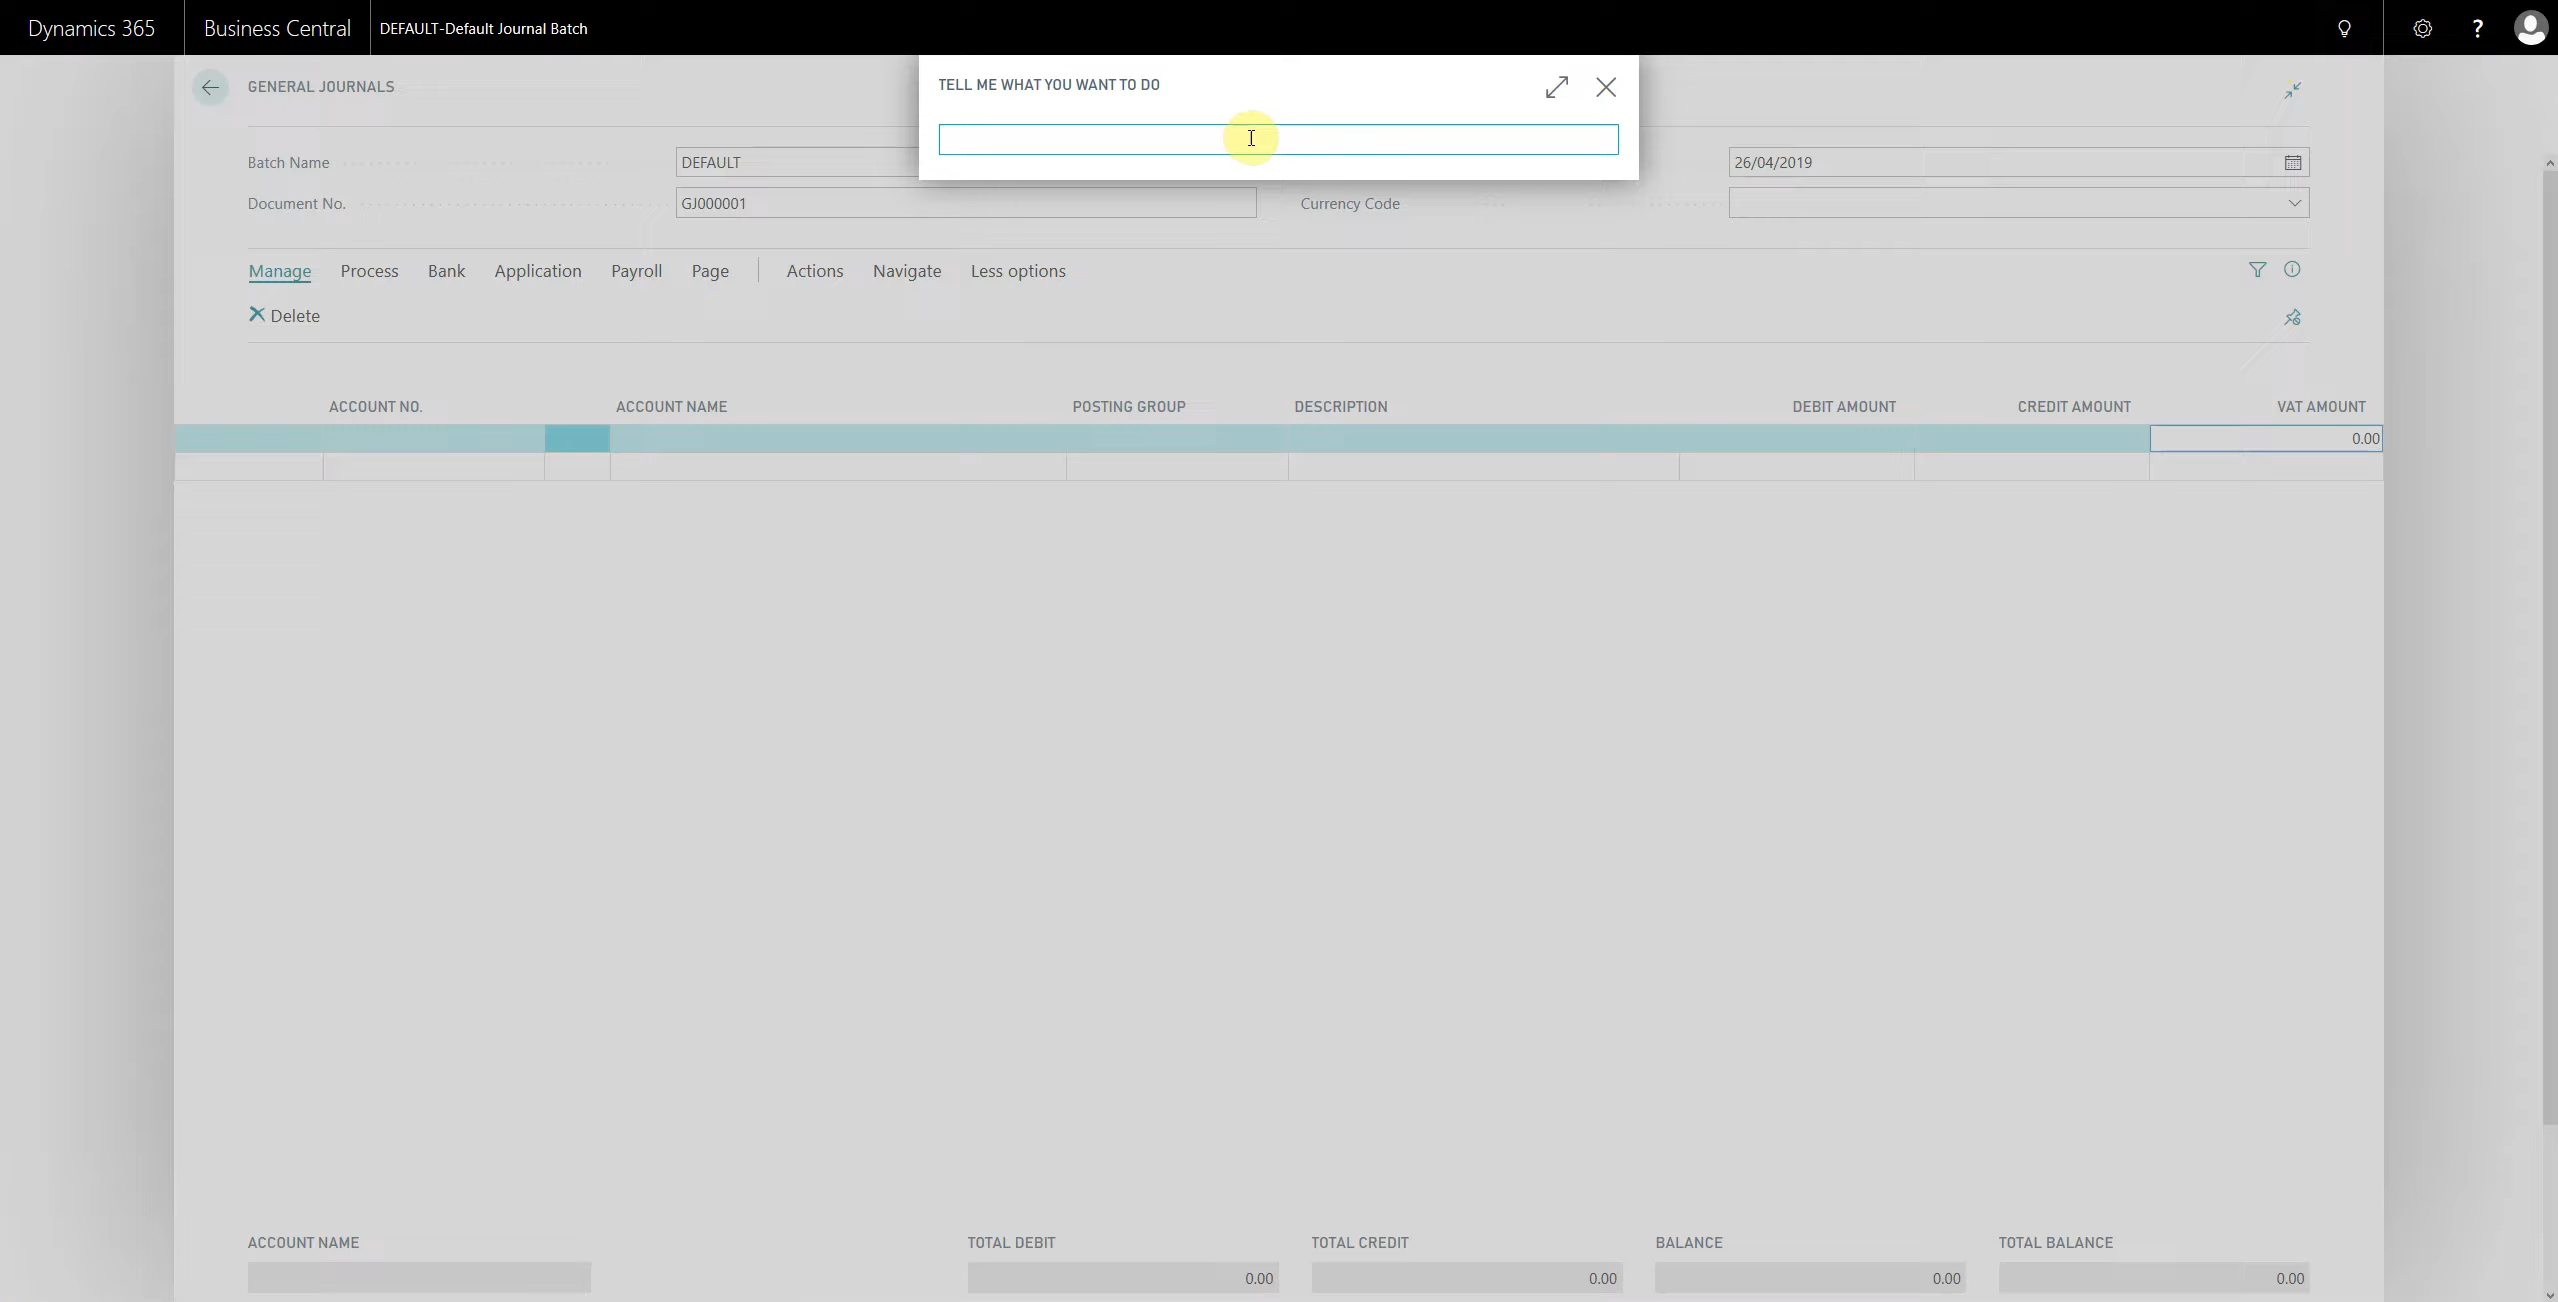 Dynamics 365 Business Central DEFAULT-Default Journal Batch ?
GENERAL JOURNALS
TELL ME WHAT YOU WANT TO DO
Batch Name DEFAULT 26/04/2019
Document No. GJ000001 Currency Code
Manage Process Bank Application Payroll Page Actions Navigate Less options
Delete
ACCOUNT NO. ACCOUNT NAME POSTING GROUP DESCRIPTION DEBIT AMOUNT CREDIT AMOUNT VAT AMOUNT
0.00
ACCOUNT NAME TOTAL DEBIT TOTAL CREDIT BALANCE TOTAL BALANCE
0.00 0.00 0.00 0.00